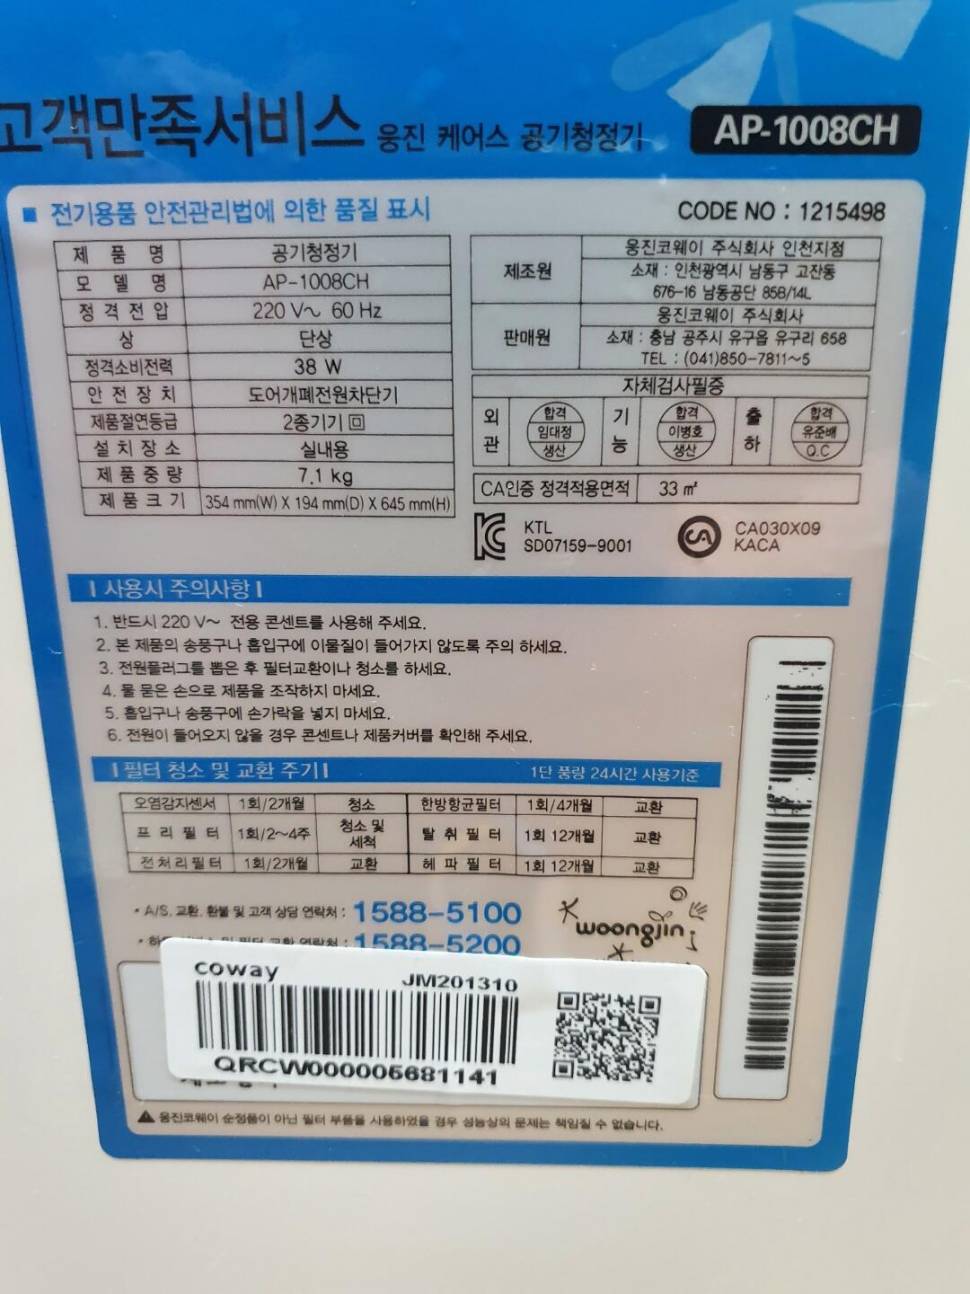 고객만족서비스 웅진 케어스 공기청정기 AP-1008CH
■ 전기용품 안전관리법에 의한 품질 표시
CODE NO : 1215498
제 품 명 공기청정기
모 델 명 AP-1008CH
정격전압 220 V~ 60 Hz
상 단상
정격소비전력 38 W
안전장치 도어개폐전원차단기
제품절연등급 2종기기
설치장소 실내용
제품중량 7.1 kg
제품크기 354 mm(W) X 194 mm(D) X 645 mm(H)
제조원 웅진코웨이 주식회사 인천지점
소재 : 인천광역시 남동구 고잔동
676-16 남동공단 85B/14L
판매원 웅진코웨이 주식회사
소재 : 충남 공주시 유구읍 유구리 658
TEL : (041)850-7811~5
자체검사필증
외관 합격 임대정 생산
기능 합격 이병호 생산
출하 합격 유준배 Q.C
CA인증 정격적용면적 33 ㎡
KTL
SD07159-9001
CA
CA030X09
KACA
| 사용시 주의사항 |
1. 반드시 220 V~ 전용 콘센트를 사용해 주세요.
2. 본 제품의 송풍구나 흡입구에 이물질이 들어가지 않도록 주의 하세요.
3. 전원플러그를 뽑은 후 필터교환이나 청소를 하세요.
4. 물 묻은 손으로 제품을 조작하지 마세요.
5. 흡입구나 송풍구에 손가락을 넣지 마세요.
6. 전원이 들어오지 않을 경우 콘센트나 제품커버를 확인해 주세요.
| 필터 청소 및 교환 주기 | 1단 풍량 24시간 사용기준
오염감지센서 1회/2개월 청소 한방항균필터 1회/4개월 교환
프리필터 1회/2~4주 청소 및 세척 탈취필터 1회 12개월 교환
전처리필터 1회/2개월 교환 헤파필터 1회 12개월 교환
• A/S, 교환, 환불 및 고객 상담 연락처 : 1588-5100
1588-5200
woongjin
coway JM201310
QRCW000005681141
웅진코웨이 순정품이 아닌 필터 부품을 사용하였을 경우 성능상의 문제는 책임질 수 없습니다.